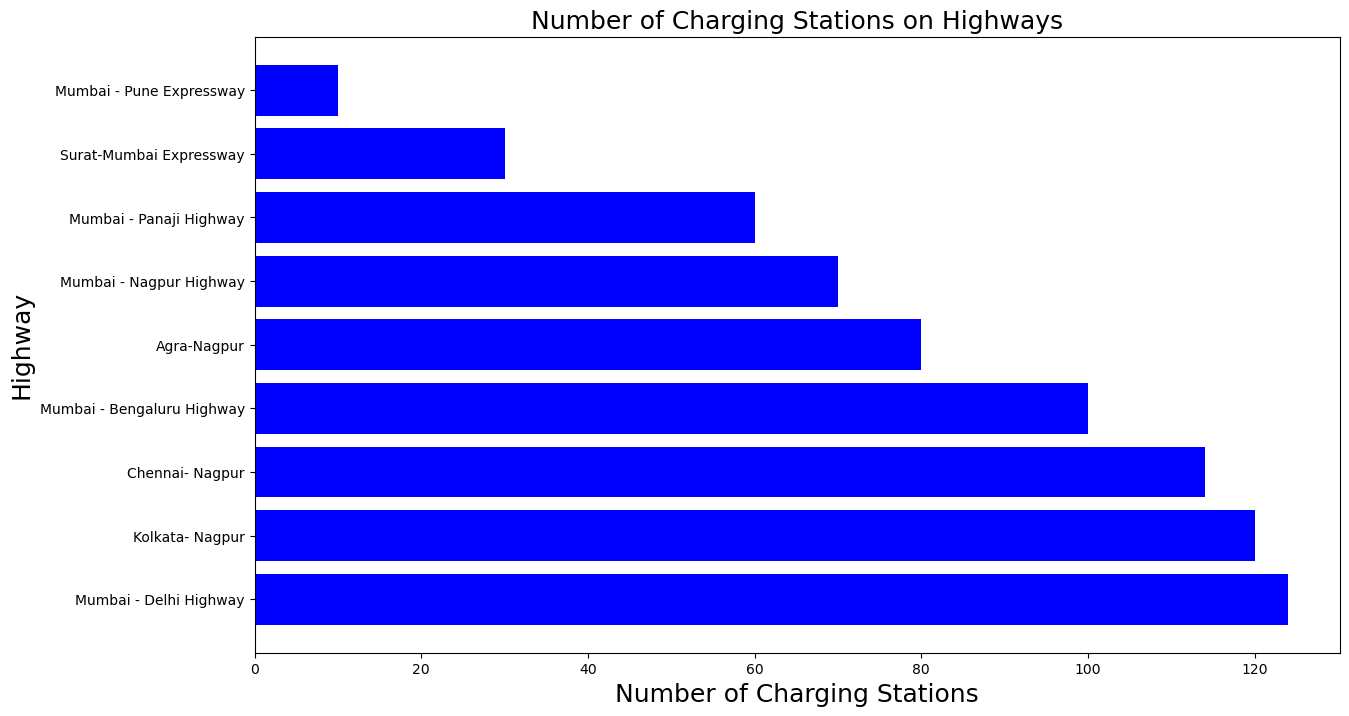 Number of Charging Stations on Highways
Mumbai - Pune Expressway
Surat-Mumbai Expressway
Mumbai - Panaji Highway
Mumbai - Nagpur Highway
Agra-Nagpur
Mumbai - Bengaluru Highway
Chennai- Nagpur
Kolkata- Nagpur
Mumbai - Delhi Highway
Highway
0 20 40 60 80 100 120
Number of Charging Stations